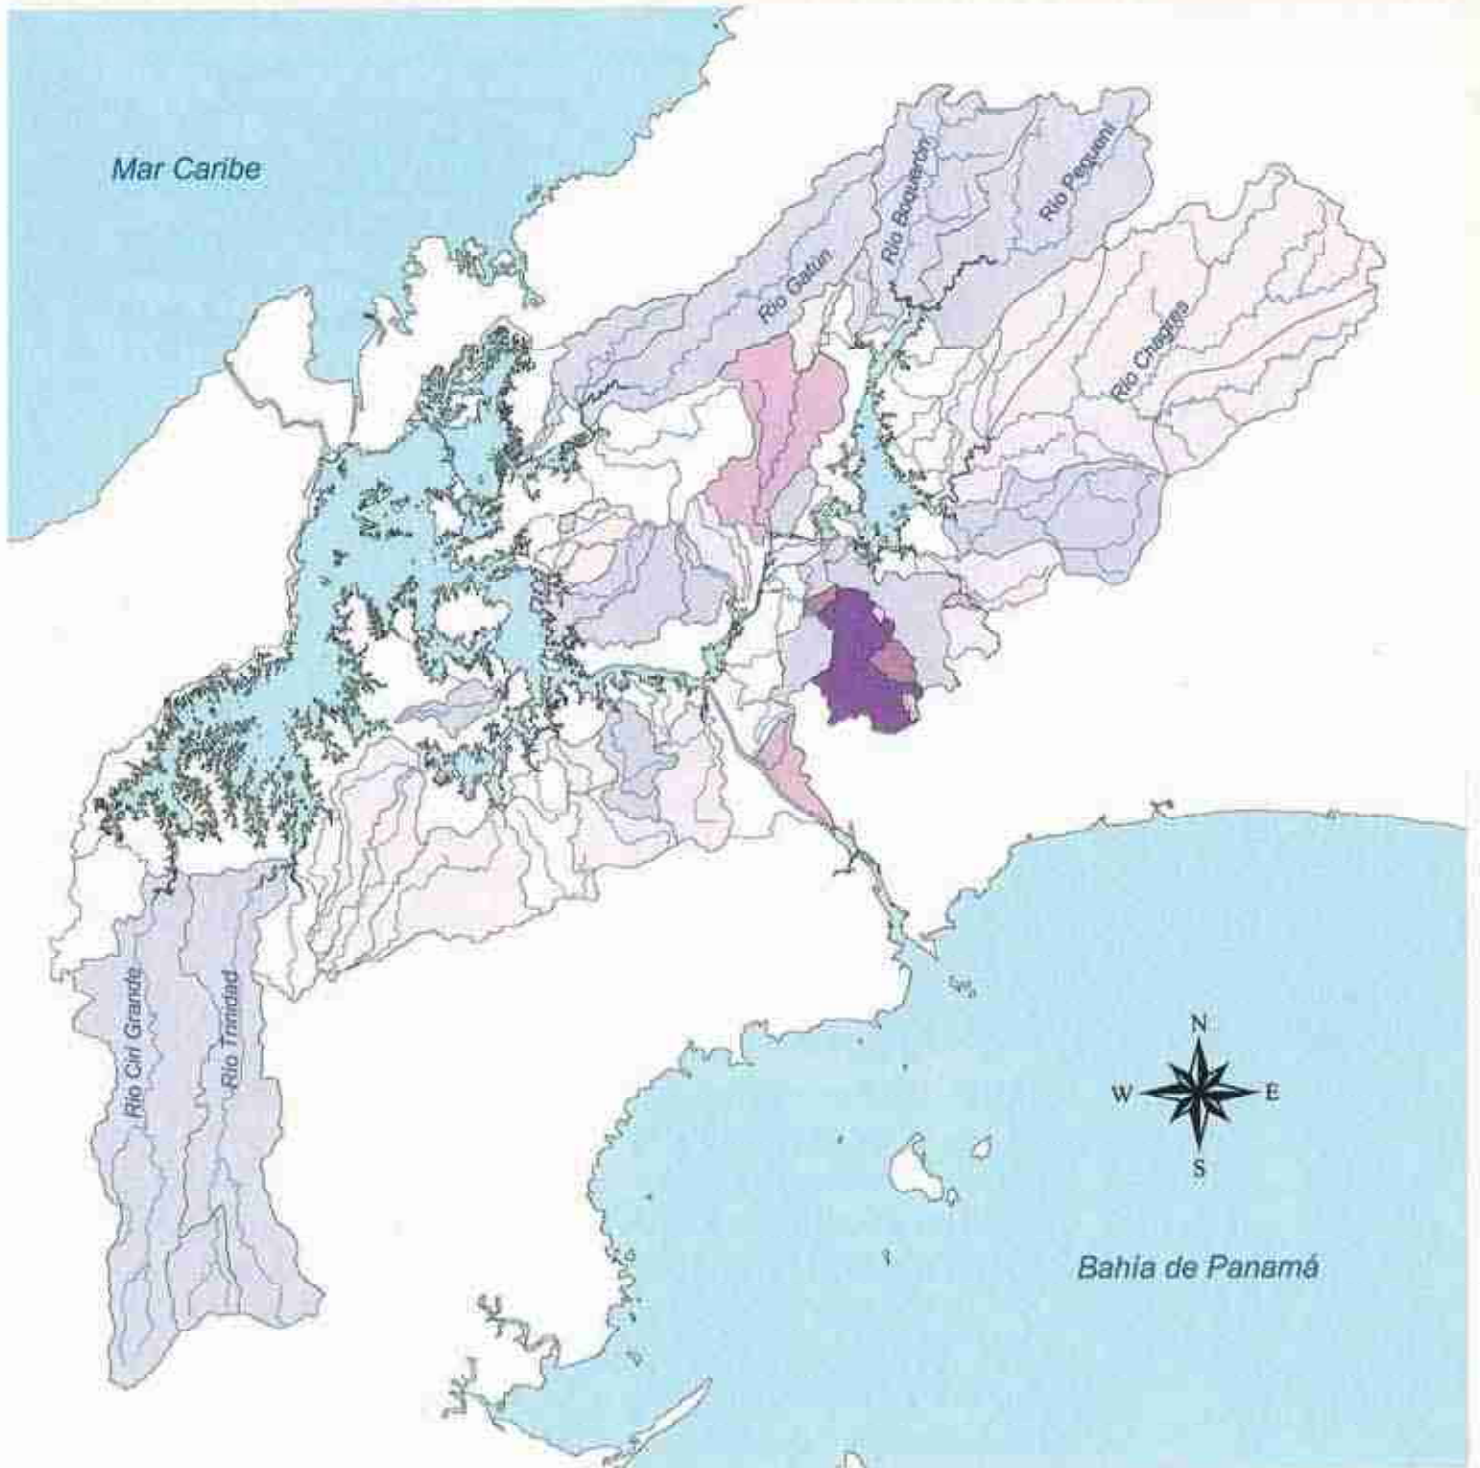 Mar Caribe
Río Boquerón
Río Pequení
Río Gatún
Río Chagres
Río Cirí Grande
Río Trinidad
N
W
E
S
Bahía de Panamá